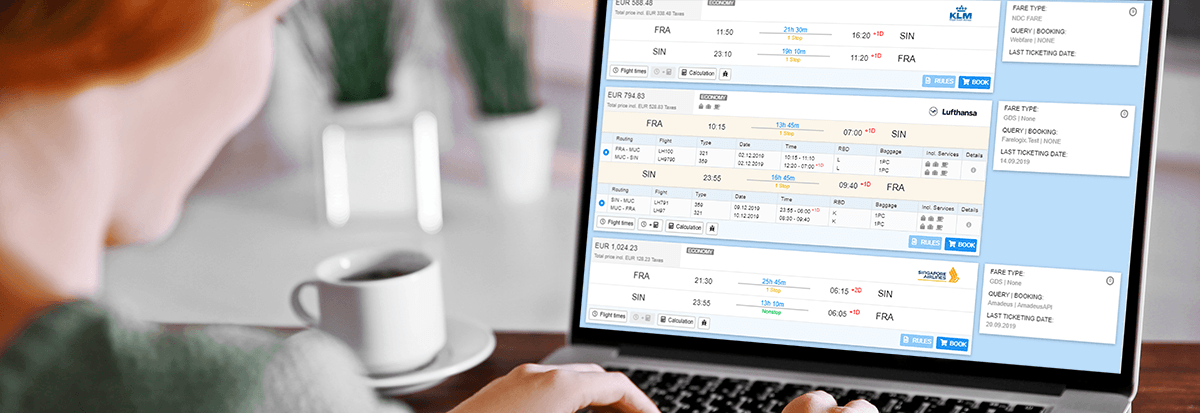 EUR 588.48
ECONOMY
Total price incl. EUR 338.48 Taxes
KLM
FRA 11:50 21h 30m 16:20 +1D SIN
1 Stop
SIN 23:10 19h 10m 11:20 +1D FRA
1 Stop
Flight times
Calculation
RULES BOOK
FARE TYPE:
NDC FARE
QUERY | BOOKING:
Webfare | NONE
LAST TICKETING DATE:
EUR 794.83
ECONOMY
Total price incl. EUR 528.83 Taxes
Lufthansa
FRA 10:15 13h 45m 07:00 +1D SIN
1 Stop
Routing Flight Type Date Time RBD Baggage Incl. Services Details
FRA - MUC LH100 321 02.12.2019 10:15 - 11:10 L 1PC
MUC - SIN LH9790 359 02.12.2019 12:20 - 07:00 +1D L 1PC
SIN 23:55 16h 45m 09:40 +1D FRA
1 Stop
Routing Flight Type Date Time RBD Baggage Incl. Services Details
SIN - MUC LH791 359 09.12.2019 23:55 - 06:00 +1D K 1PC
MUC - FRA LH97 321 10.12.2019 08:30 - 09:40 K 1PC
Flight times
Calculation
RULES BOOK
FARE TYPE:
GDS | None
QUERY | BOOKING:
Farelogix Test | NONE
LAST TICKETING DATE:
14.09.2019
EUR 1,024.23
ECONOMY
Total price incl. EUR 128.23 Taxes
SINGAPORE
AIRLINES
FRA 21:30 25h 45m 06:15 +2D SIN
1 Stop
SIN 23:55 13h 10m 06:05 +1D FRA
Nonstop
Flight times
Calculation
RULES BOOK
FARE TYPE:
GDS | None
QUERY | BOOKING:
Amadeus | AmadeusAPI
LAST TICKETING DATE:
20.09.2019